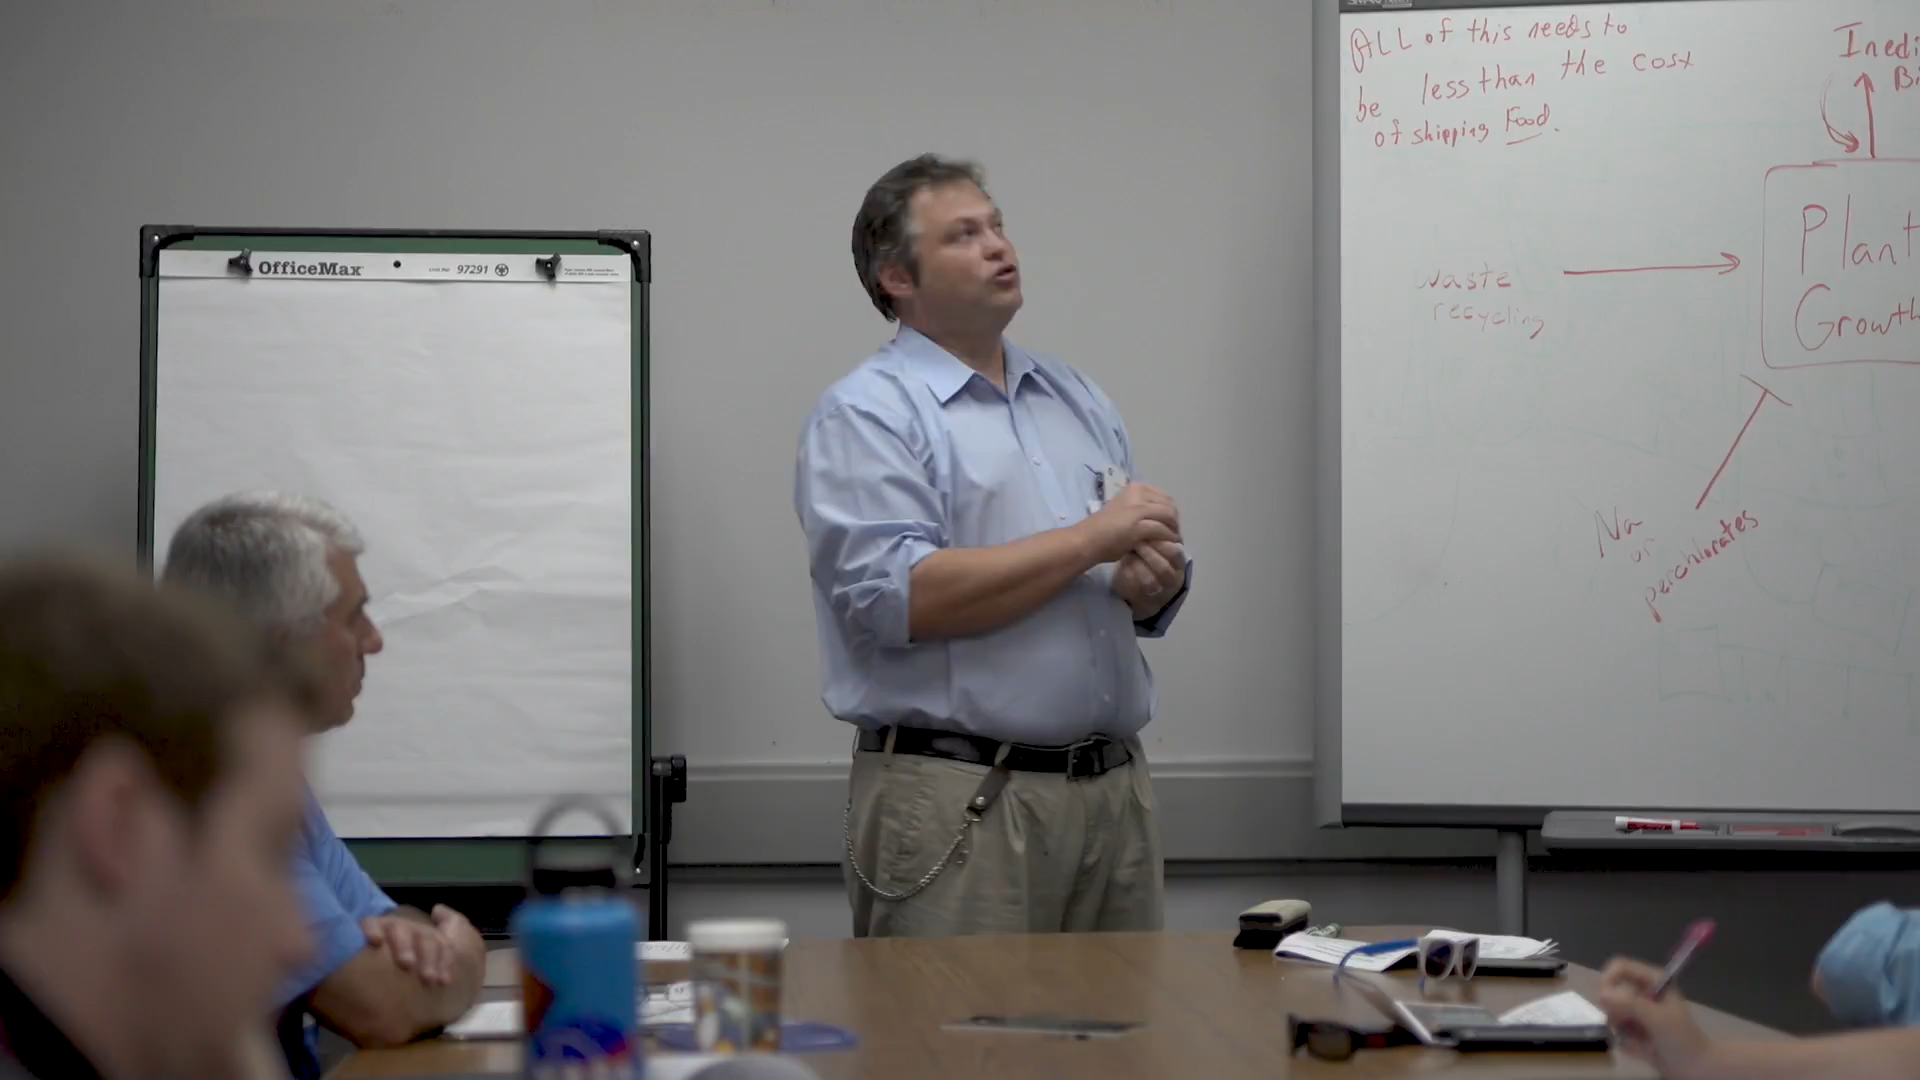 OfficeMax
97291
ALL of this needs to
be less than the cost
of shipping Food.
Inedi
Bi
waste
recycling
Plant
Growth
Na
or
perchlorates